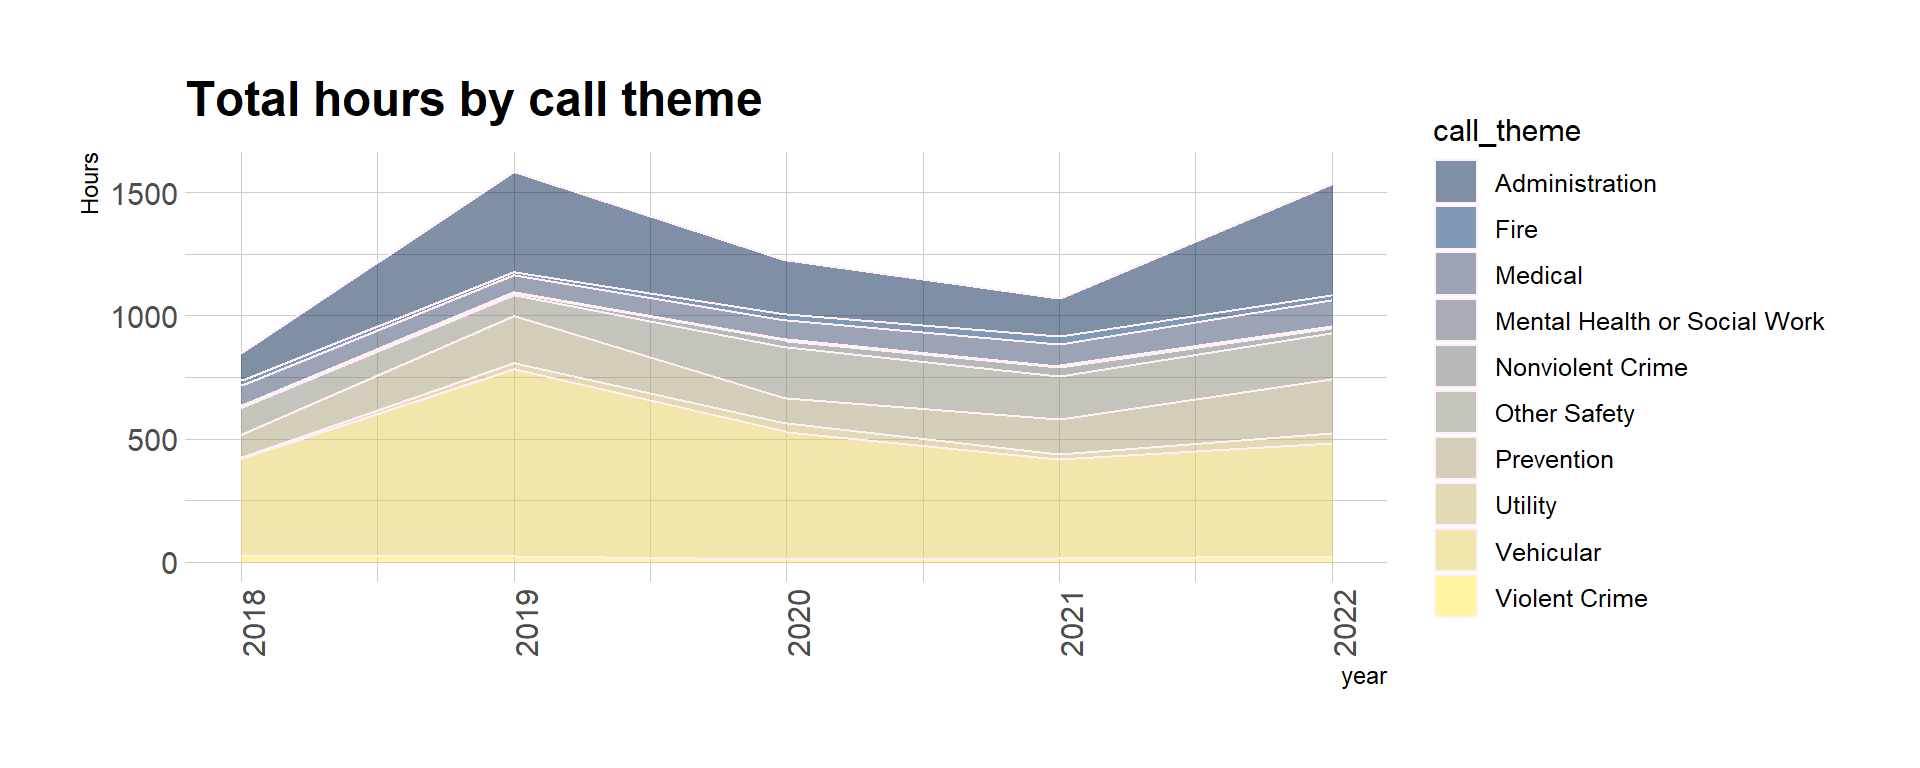 Total hours by call theme
Hours
1500
1000
500
0
2018
2019
2020
2021
2022
year
call_theme
Administration
Fire
Medical
Mental Health or Social Work
Nonviolent Crime
Other Safety
Prevention
Utility
Vehicular
Violent Crime